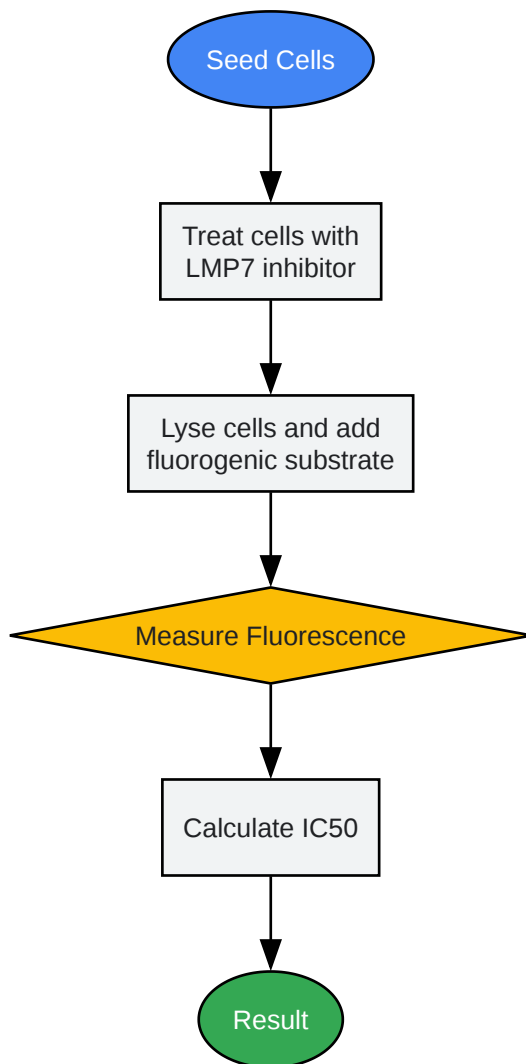 Seed Cells
Treat cells with
LMP7 inhibitor
Lyse cells and add
fluorogenic substrate
Measure Fluorescence
Calculate IC50
Result